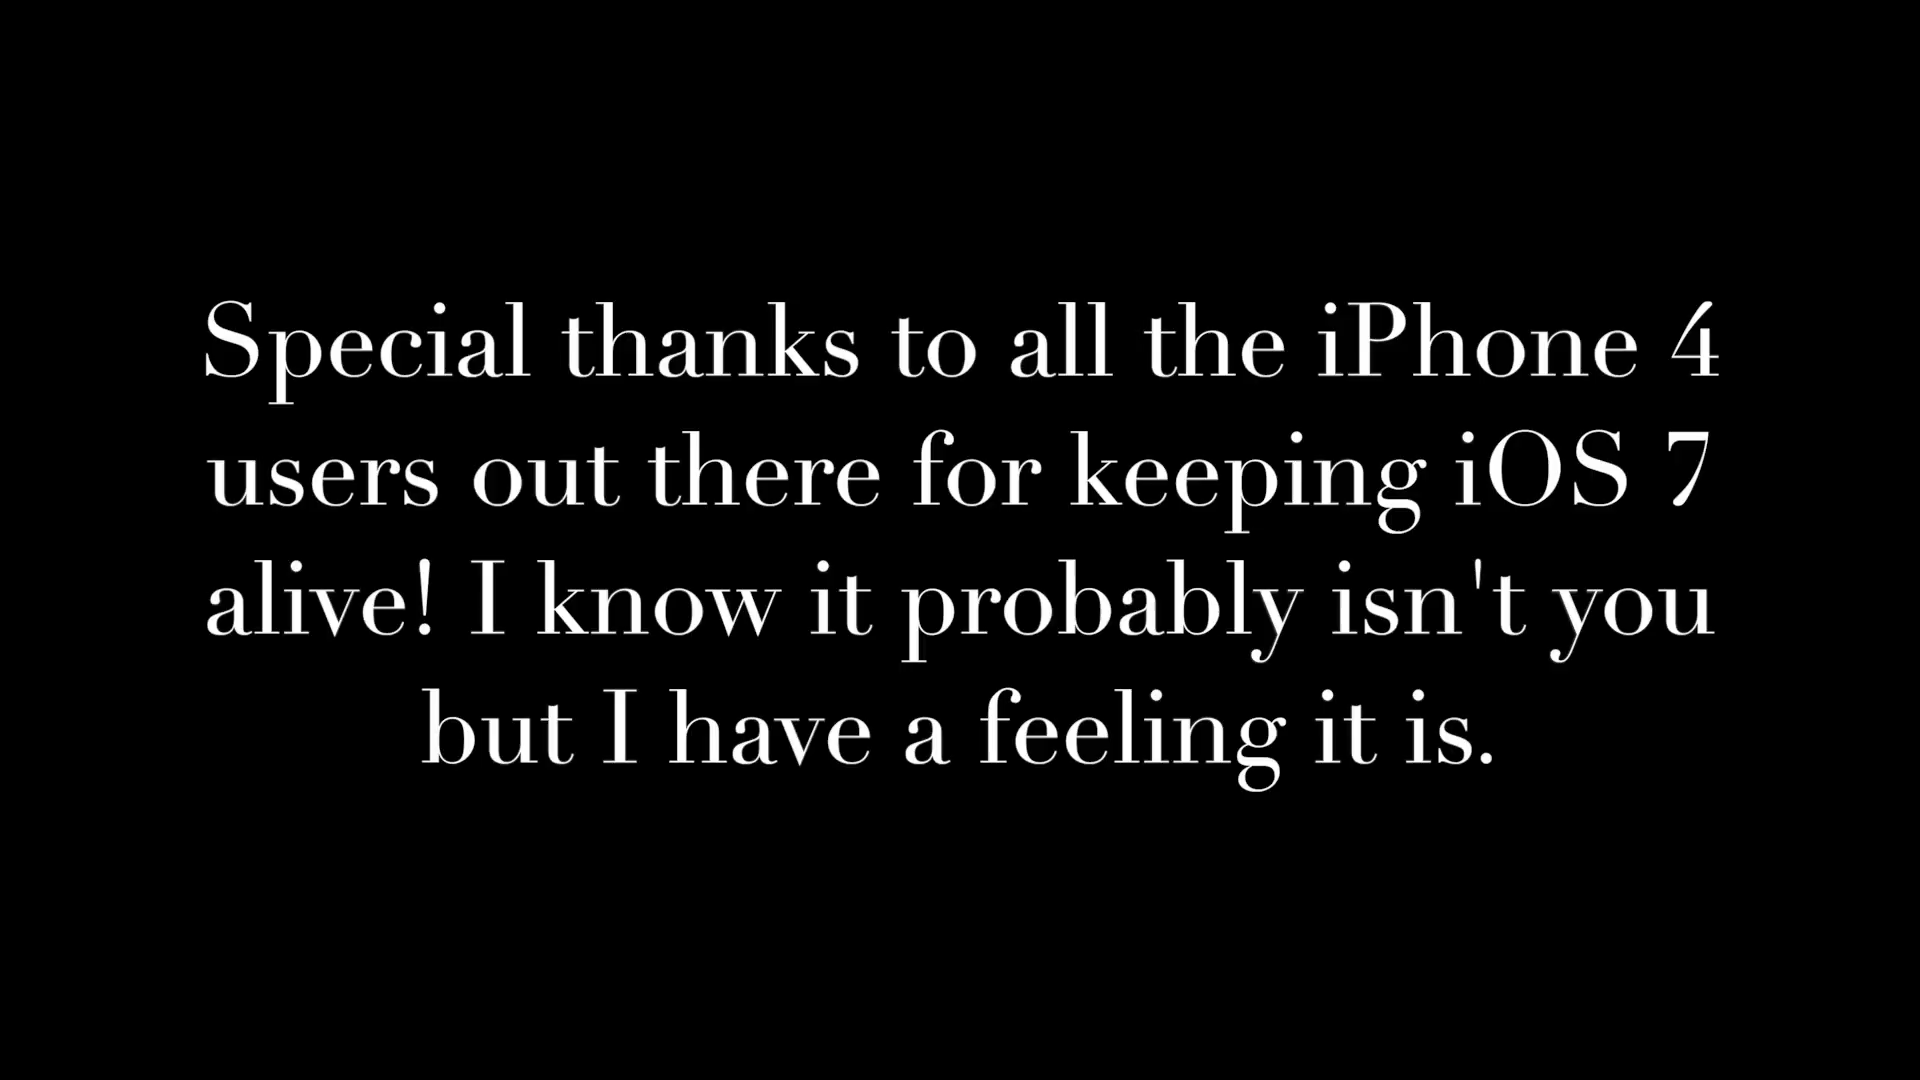 Special thanks to all the iPhone 4
users out there for keeping iOS 7
alive! I know it probably isn't you
but I have a feeling it is.